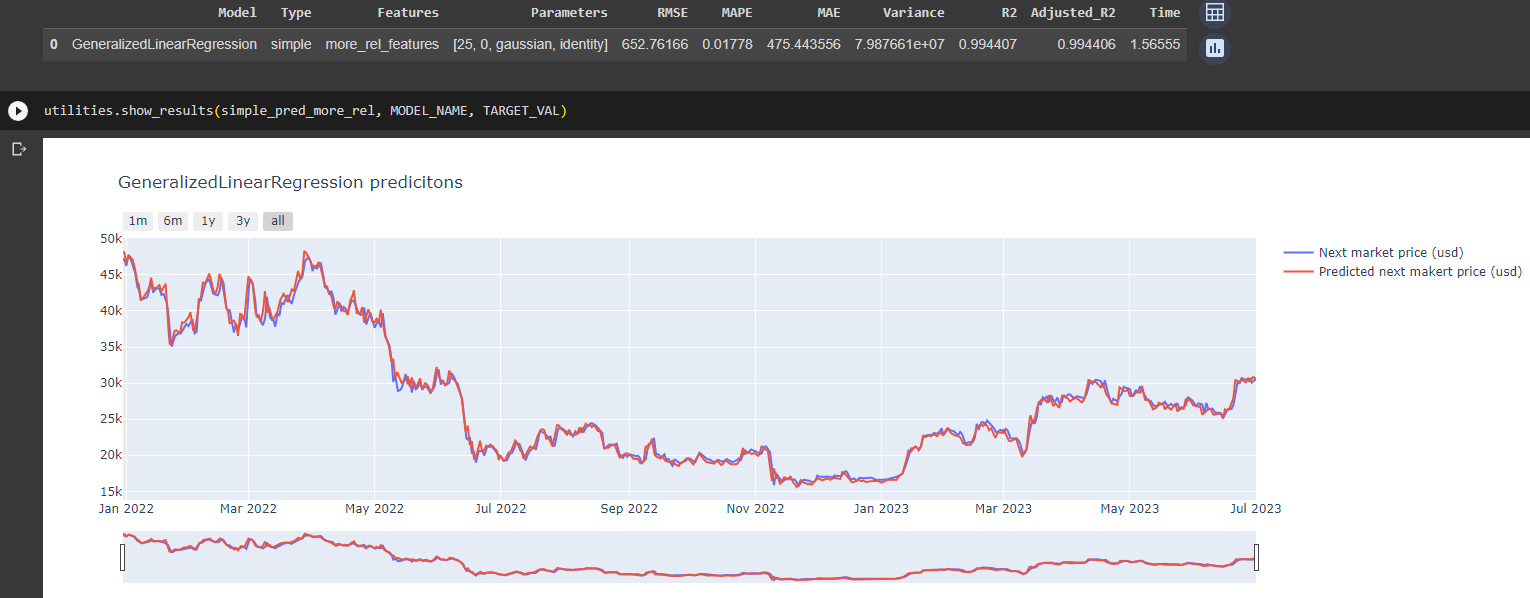 Model Type Features Parameters RMSE MAPE MAE Variance R2 Adjusted_R2 Time
0 GeneralizedLinearRegression simple more_rel_features [25, 0, gaussian, identity] 652.76166 0.01778 475.443556 7.987661e+07 0.994407 0.994406 1.56555
utilities.show_results(simple_pred_more_rel, MODEL_NAME, TARGET_VAL)
GeneralizedLinearRegression predicitons
1m 6m 1y 3y all
50k
45k
40k
35k
30k
25k
20k
15k
Jan 2022 Mar 2022 May 2022 Jul 2022 Sep 2022 Nov 2022 Jan 2023 Mar 2023 May 2023 Jul 2023
Next market price (usd)
Predicted next makert price (usd)